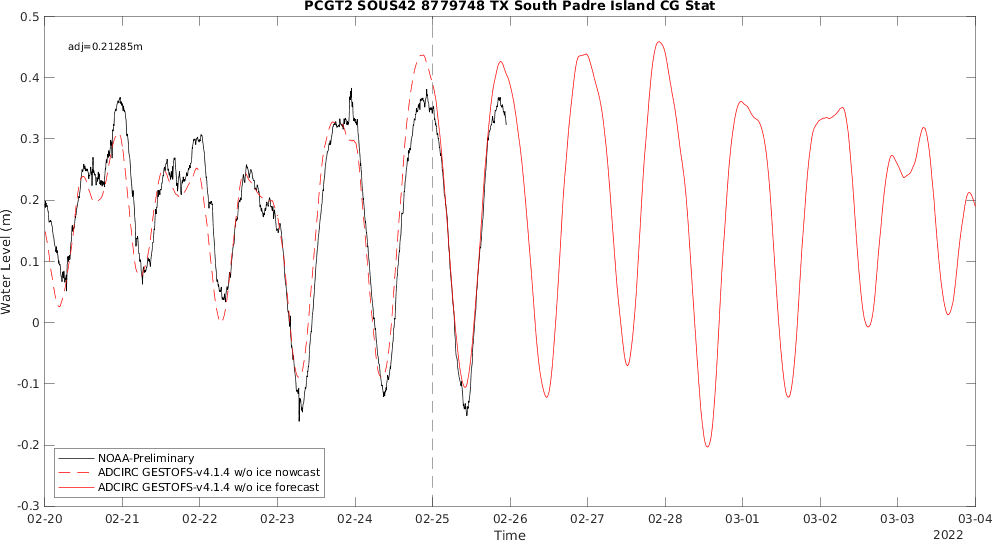 PCGT2 SOUS42 8779748 TX South Padre Island CG Stat
0.5
adj=0.21285m
0.4
0.3
0.2
0.1
0
-0.1
-0.2
-0.3
Water Level (m)
NOAA-Preliminary
ADCIRC GESTOFS-v4.1.4 w/o ice nowcast
ADCIRC GESTOFS-v4.1.4 w/o ice forecast
02-20 02-21 02-22 02-23 02-24 02-25 02-26 02-27 02-28 03-01 03-02 03-03 03-04
Time
2022